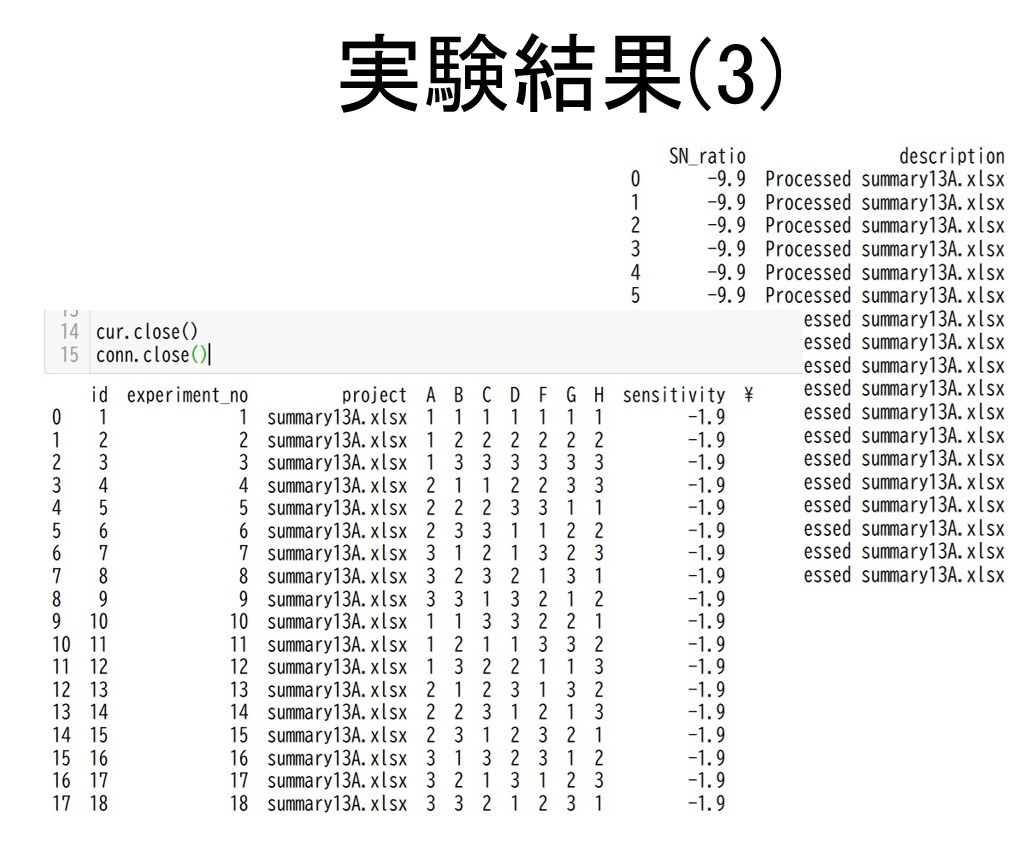 実験結果(3)
SN_ratio description
0 -9.9 Processed summary13A.xlsx
1 -9.9 Processed summary13A.xlsx
2 -9.9 Processed summary13A.xlsx
3 -9.9 Processed summary13A.xlsx
4 -9.9 Processed summary13A.xlsx
5 -9.9 Processed summary13A.xlsx
essed summary13A.xlsx
essed summary13A.xlsx
essed summary13A.xlsx
essed summary13A.xlsx
essed summary13A.xlsx
essed summary13A.xlsx
essed summary13A.xlsx
essed summary13A.xlsx
essed summary13A.xlsx
essed summary13A.xlsx
essed summary13A.xlsx
essed summary13A.xlsx
14 cur.close()
15 conn.close()
id experiment_no project A B C D F G H sensitivity ¥
0 1 1 summary13A.xlsx 1 1 1 1 1 1 1 -1.9
1 2 2 summary13A.xlsx 1 2 2 2 2 2 2 -1.9
2 3 3 summary13A.xlsx 1 3 3 3 3 3 3 -1.9
3 4 4 summary13A.xlsx 2 1 1 2 2 3 3 -1.9
4 5 5 summary13A.xlsx 2 2 2 3 3 1 1 -1.9
5 6 6 summary13A.xlsx 2 3 3 1 1 2 2 -1.9
6 7 7 summary13A.xlsx 3 1 2 1 3 2 3 -1.9
7 8 8 summary13A.xlsx 3 2 3 2 1 3 1 -1.9
8 9 9 summary13A.xlsx 3 3 1 3 2 1 2 -1.9
9 10 10 summary13A.xlsx 1 1 3 3 2 2 1 -1.9
10 11 11 summary13A.xlsx 1 2 1 1 3 3 2 -1.9
11 12 12 summary13A.xlsx 1 3 2 2 1 1 3 -1.9
12 13 13 summary13A.xlsx 2 1 2 3 1 3 2 -1.9
13 14 14 summary13A.xlsx 2 2 3 1 2 1 3 -1.9
14 15 15 summary13A.xlsx 2 3 1 2 3 2 1 -1.9
15 16 16 summary13A.xlsx 3 1 3 2 3 1 2 -1.9
16 17 17 summary13A.xlsx 3 2 1 3 1 2 3 -1.9
17 18 18 summary13A.xlsx 3 3 2 1 2 3 1 -1.9